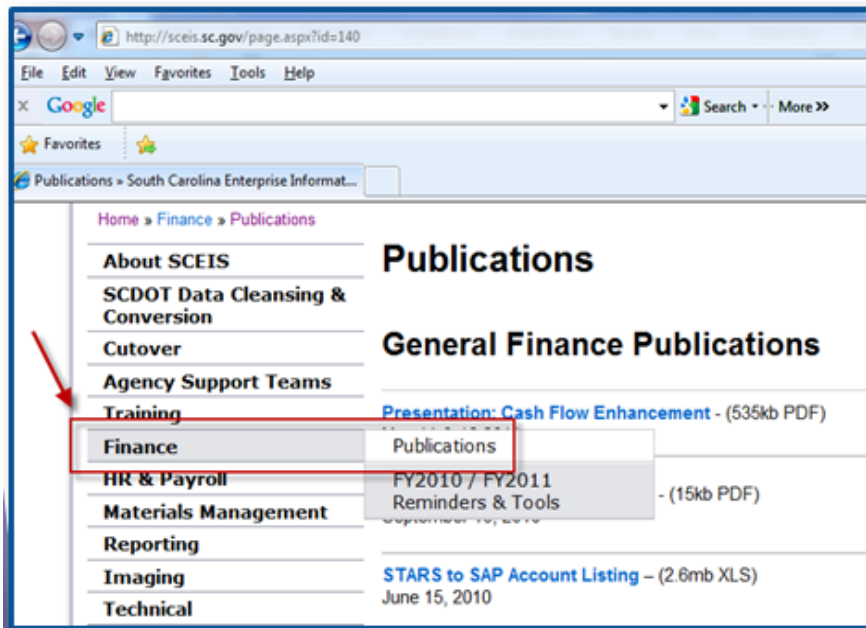 http://sceis.sc.gov/page.aspx?id=140
File Edit View Favorites Tools Help
x Google Search More >>
Favorites
Publications » South Carolina Enterprise Informat...
Home » Finance » Publications
About SCEIS
SCDOT Data Cleansing &
Conversion
Cutover
Agency Support Teams
Training
Finance
HR & Payroll
Materials Management
Reporting
Imaging
Technical
Publications
FY2010 / FY2011
Reminders & Tools
Publications
General Finance Publications
Presentation: Cash Flow Enhancement - (535kb PDF)
- (15kb PDF)
STARS to SAP Account Listing – (2.6mb XLS)
June 15, 2010